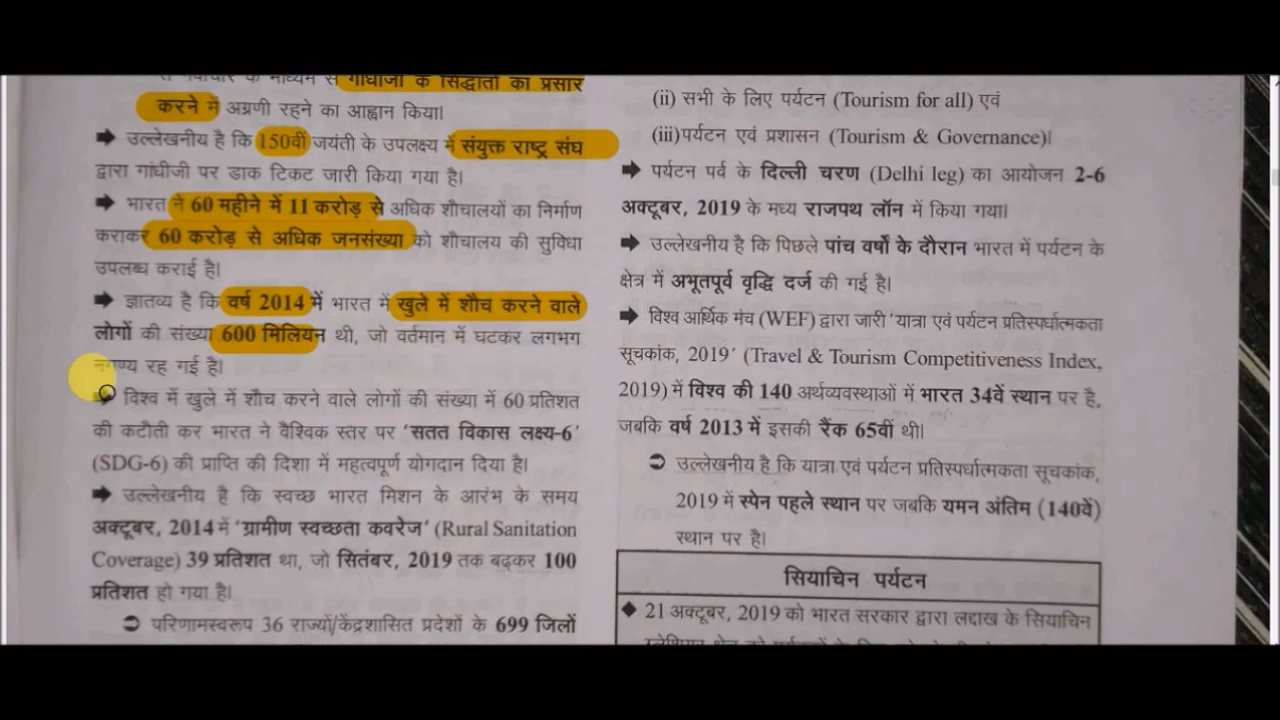 गांधीजी के सिद्धांतों का प्रसार
करने में अग्रणी रहने का आह्वान किया।
➡ उल्लेखनीय है कि 150वीं जयंती के उपलक्ष्य में संयुक्त राष्ट्र संघ
द्वारा गांधीजी पर डाक टिकट जारी किया गया है।
➡ भारत ने 60 महीने में 11 करोड़ से अधिक शौचालयों का निर्माण
कराकर 60 करोड़ से अधिक जनसंख्या को शौचालय की सुविधा
उपलब्ध कराई है।
➡ ज्ञातव्य है कि वर्ष 2014 में भारत में खुले में शौच करने वाले
लोगों की संख्या 600 मिलियन थी, जो वर्तमान में घटकर लगभग
नगण्य रह गई है।
➡ विश्व में खुले में शौच करने वाले लोगों की संख्या में 60 प्रतिशत
की कटौती कर भारत ने वैश्विक स्तर पर 'सतत विकास लक्ष्य-6'
(SDG-6) की प्राप्ति की दिशा में महत्वपूर्ण योगदान दिया है।
➡ उल्लेखनीय है कि स्वच्छ भारत मिशन के आरंभ के समय
अक्टूबर, 2014 में 'ग्रामीण स्वच्छता कवरेज' (Rural Sanitation
Coverage) 39 प्रतिशत था, जो सितंबर, 2019 तक बढ़कर 100
प्रतिशत हो गया है।
➲ परिणामस्वरूप 36 राज्यों/केंद्रशासित प्रदेशों के 699 जिलों
(ii) सभी के लिए पर्यटन (Tourism for all) एवं
(iii)पर्यटन एवं प्रशासन (Tourism & Governance)।
➡ पर्यटन पर्व के दिल्ली चरण (Delhi leg) का आयोजन 2-6
अक्टूबर, 2019 के मध्य राजपथ लॉन में किया गया।
➡ उल्लेखनीय है कि पिछले पांच वर्षों के दौरान भारत में पर्यटन के
क्षेत्र में अभूतपूर्व वृद्धि दर्ज की गई है।
➡ विश्व आर्थिक मंच (WEF) द्वारा जारी 'यात्रा एवं पर्यटन प्रतिस्पर्धात्मकता
सूचकांक, 2019' (Travel & Tourism Competitiveness Index,
2019) में विश्व की 140 अर्थव्यवस्थाओं में भारत 34वें स्थान पर है,
जबकि वर्ष 2013 में इसकी रैंक 65वीं थी।
➲ उल्लेखनीय है कि यात्रा एवं पर्यटन प्रतिस्पर्धात्मकता सूचकांक,
2019 में स्पेन पहले स्थान पर जबकि यमन अंतिम (140वें)
स्थान पर है।
सियाचिन पर्यटन
◆ 21 अक्टूबर, 2019 को भारत सरकार द्वारा लद्दाख के सियाचिन